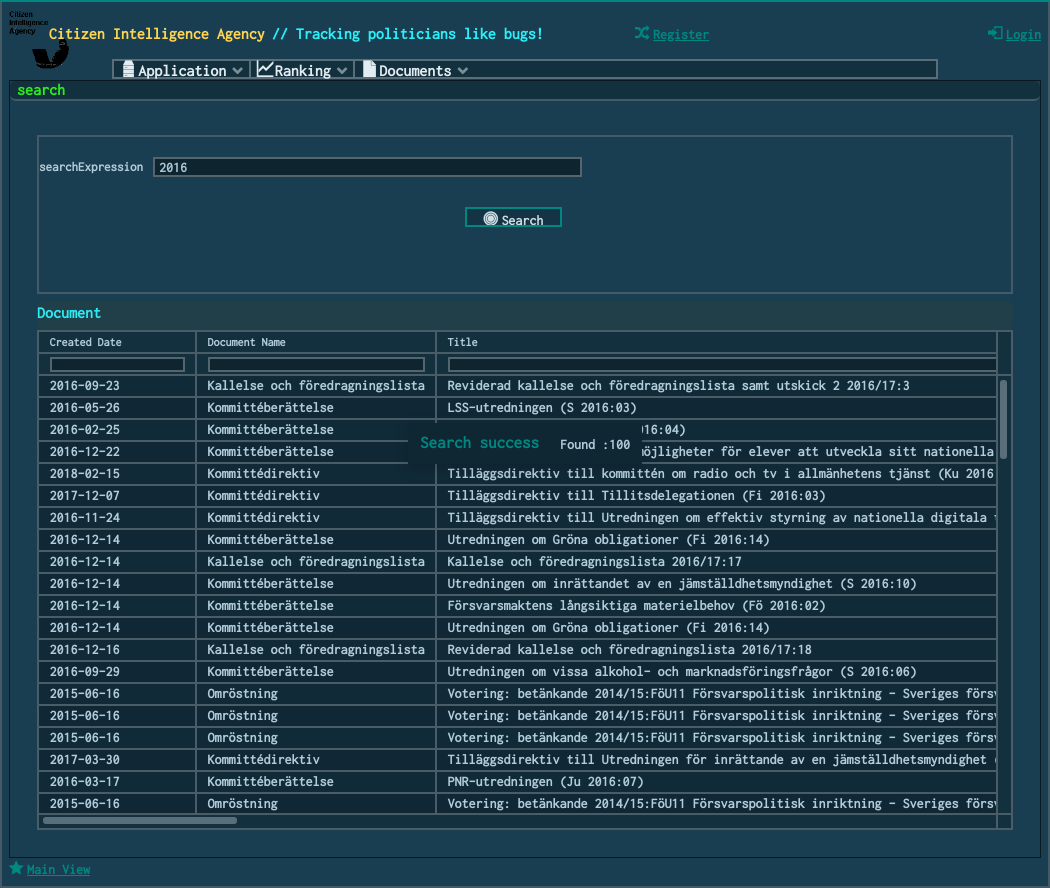 Citizen
Intelligence
Agency
Citizen Intelligence Agency // Tracking politicians like bugs!
Register
Login
Application
Ranking
Documents
search
searchExpression 2016
Search
Document
Created Date Document Name Title
2016-09-23 Kallelse och föredragningslista Reviderad kallelse och föredragningslista samt utskick 2 2016/17:3
2016-05-26 Kommittéberättelse LSS-utredningen (S 2016:03)
2016-02-25 Kommittéberättelse 016:04)
Search success Found :100
2016-12-22 Kommittéberättelse möjligheter för elever att utveckla sitt nationella
2018-02-15 Kommittédirektiv Tilläggsdirektiv till kommittén om radio och tv i allmänhetens tjänst (Ku 2016
2017-12-07 Kommittédirektiv Tilläggsdirektiv till Tillitsdelegationen (Fi 2016:03)
2016-11-24 Kommittédirektiv Tilläggsdirektiv till Utredningen om effektiv styrning av nationella digitala
2016-12-14 Kommittéberättelse Utredningen om Gröna obligationer (Fi 2016:14)
2016-12-14 Kallelse och föredragningslista Kallelse och föredragningslista 2016/17:17
2016-12-14 Kommittéberättelse Utredningen om inrättandet av en jämställdhetsmyndighet (S 2016:10)
2016-12-14 Kommittéberättelse Försvarsmaktens långsiktiga materielbehov (Fö 2016:02)
2016-12-14 Kommittéberättelse Utredningen om Gröna obligationer (Fi 2016:14)
2016-12-16 Kallelse och föredragningslista Reviderad kallelse och föredragningslista 2016/17:18
2016-09-29 Kommittéberättelse Utredningen om vissa alkohol- och marknadsföringsfrågor (S 2016:06)
2015-06-16 Omröstning Votering: betänkande 2014/15:FöU11 Försvarspolitisk inriktning - Sveriges försv
2015-06-16 Omröstning Votering: betänkande 2014/15:FöU11 Försvarspolitisk inriktning - Sveriges försv
2015-06-16 Omröstning Votering: betänkande 2014/15:FöU11 Försvarspolitisk inriktning - Sveriges försv
2017-03-30 Kommittédirektiv Tilläggsdirektiv till Utredningen för inrättande av en jämställdhetsmyndighet (
2016-03-17 Kommittéberättelse PNR-utredningen (Ju 2016:07)
2015-06-16 Omröstning Votering: betänkande 2014/15:FöU11 Försvarspolitisk inriktning - Sveriges försv
Main View